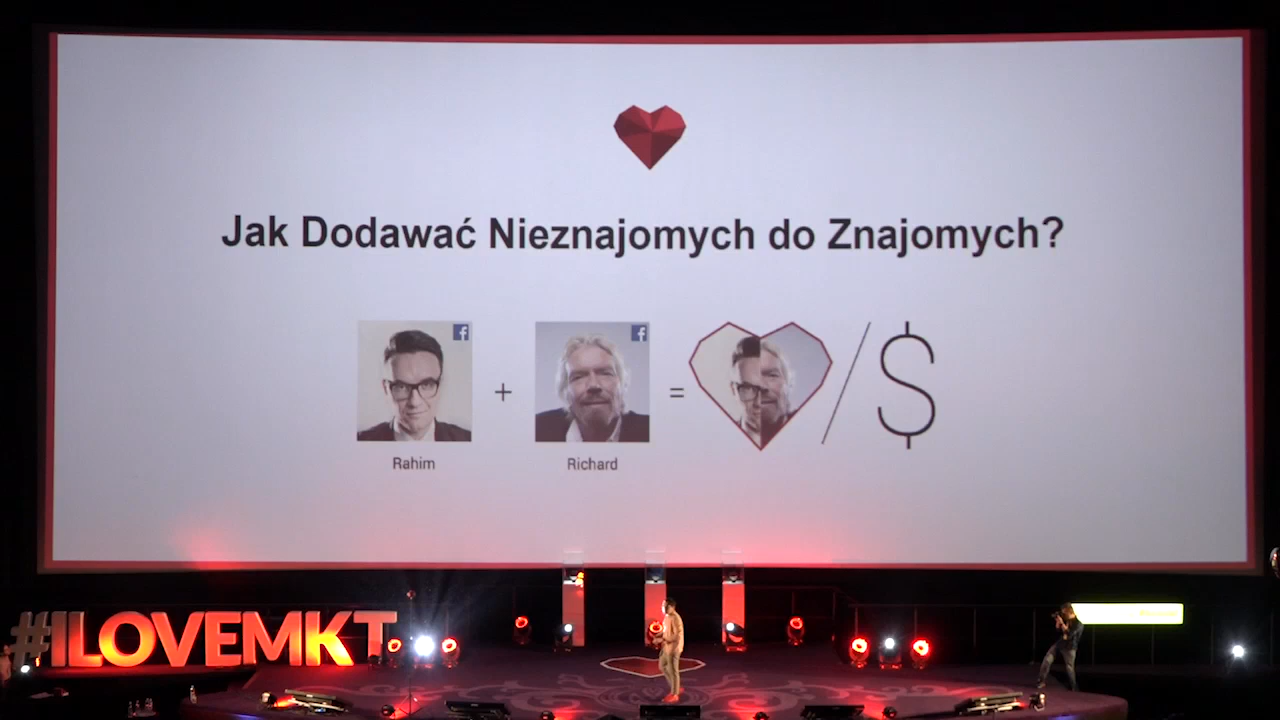 Jak Dodawać Nieznajomych do Znajomych?
f
f
+
=
/
$
Rahim
Richard
#ILOVEMKT